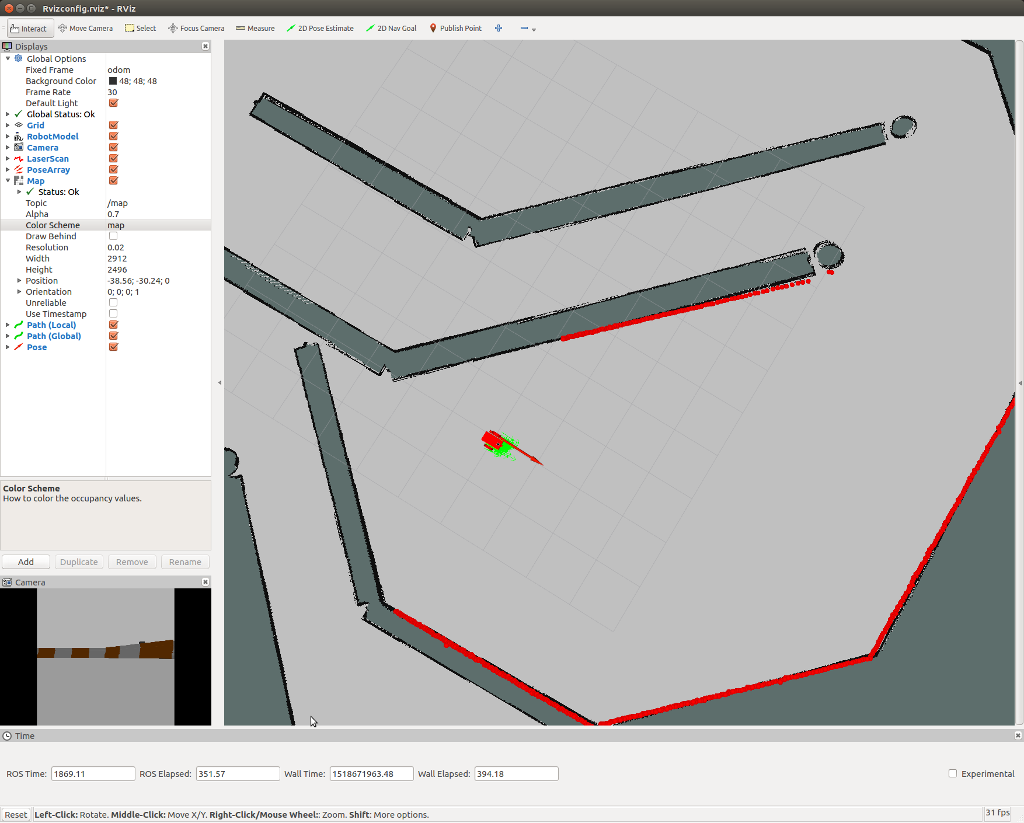 Rvizconfig.rviz* - RViz
Interact Move Camera Select Focus Camera Measure 2D Pose Estimate 2D Nav Goal Publish Point
Displays
Global Options
Fixed Frame odom
Background Color 48; 48; 48
Frame Rate 30
Default Light
Global Status: Ok
Grid
RobotModel
Camera
LaserScan
PoseArray
Map
Status: Ok
Topic /map
Alpha 0.7
Color Scheme map
Draw Behind
Resolution 0.02
Width 2912
Height 2496
Position -38.56; -30.24; 0
Orientation 0; 0; 0; 1
Unreliable
Use Timestamp
Path (Local)
Path (Global)
Pose
Color Scheme
How to color the occupancy values.
Add Duplicate Remove Rename
Camera
Time
ROS Time: 1869.11 ROS Elapsed: 351.57 Wall Time: 1518671963.48 Wall Elapsed: 394.18 Experimental
Reset Left-Click: Rotate. Middle-Click: Move X/Y. Right-Click/Mouse Wheel:: Zoom. Shift: More options. 31 fps